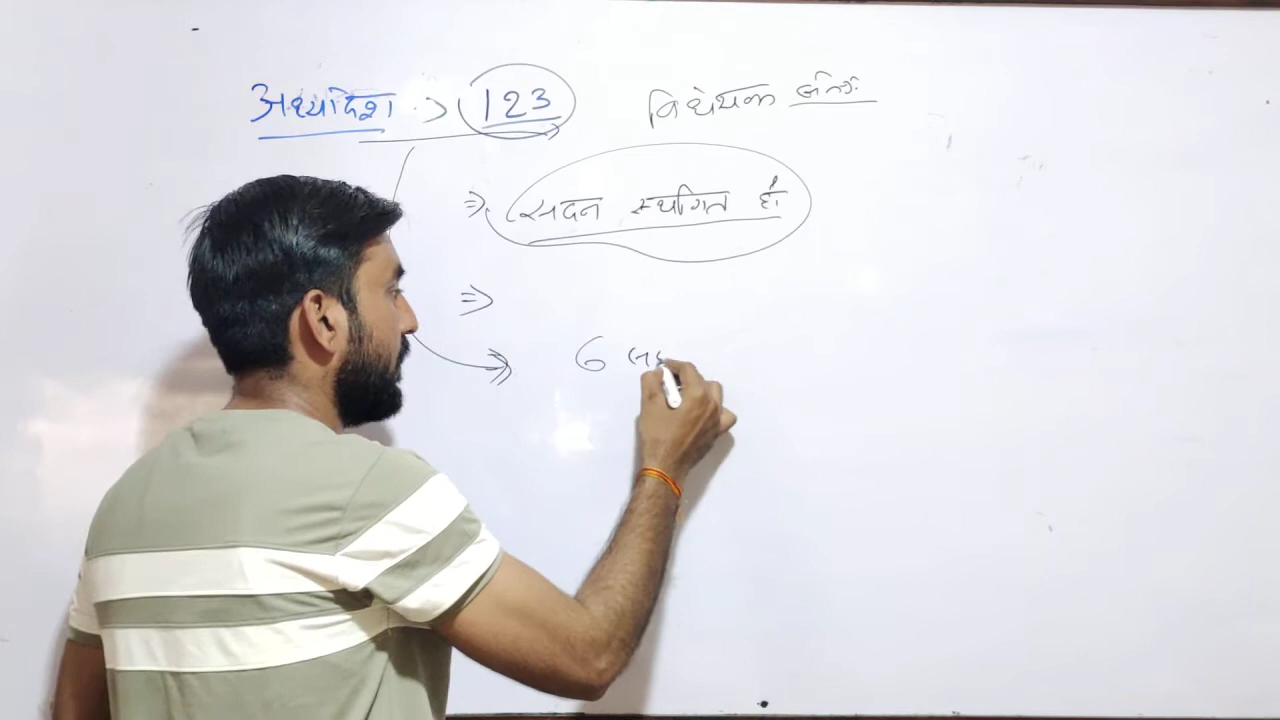 अध्यादेश → 123 विधेयक
⇒ सदन स्थगित हो
⇒
6